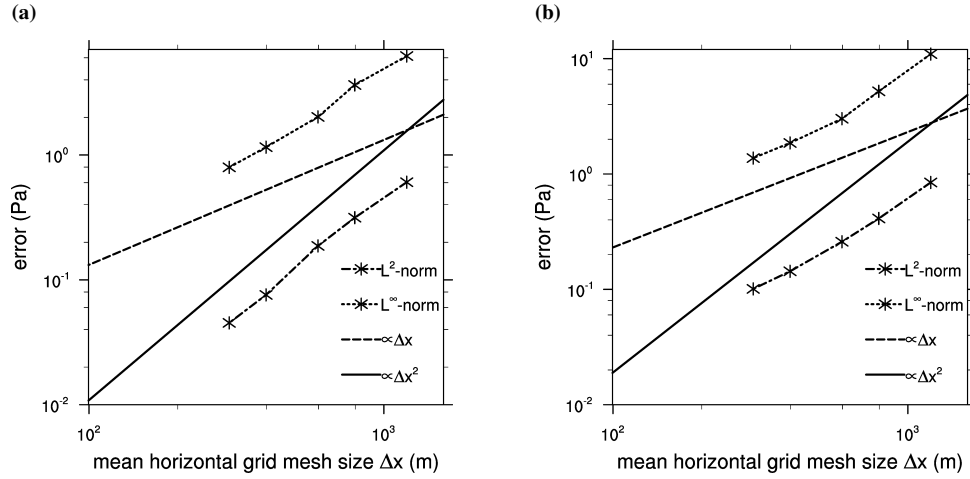 (a)
error (Pa)
10⁰
10⁻¹
10⁻²
10²
10³
L²-norm
L∞-norm
∝Δx
∝Δx²
mean horizontal grid mesh size Δx (m)
(b)
error (Pa)
10¹
10⁰
10⁻¹
10⁻²
10²
10³
L²-norm
L∞-norm
∝Δx
∝Δx²
mean horizontal grid mesh size Δx (m)